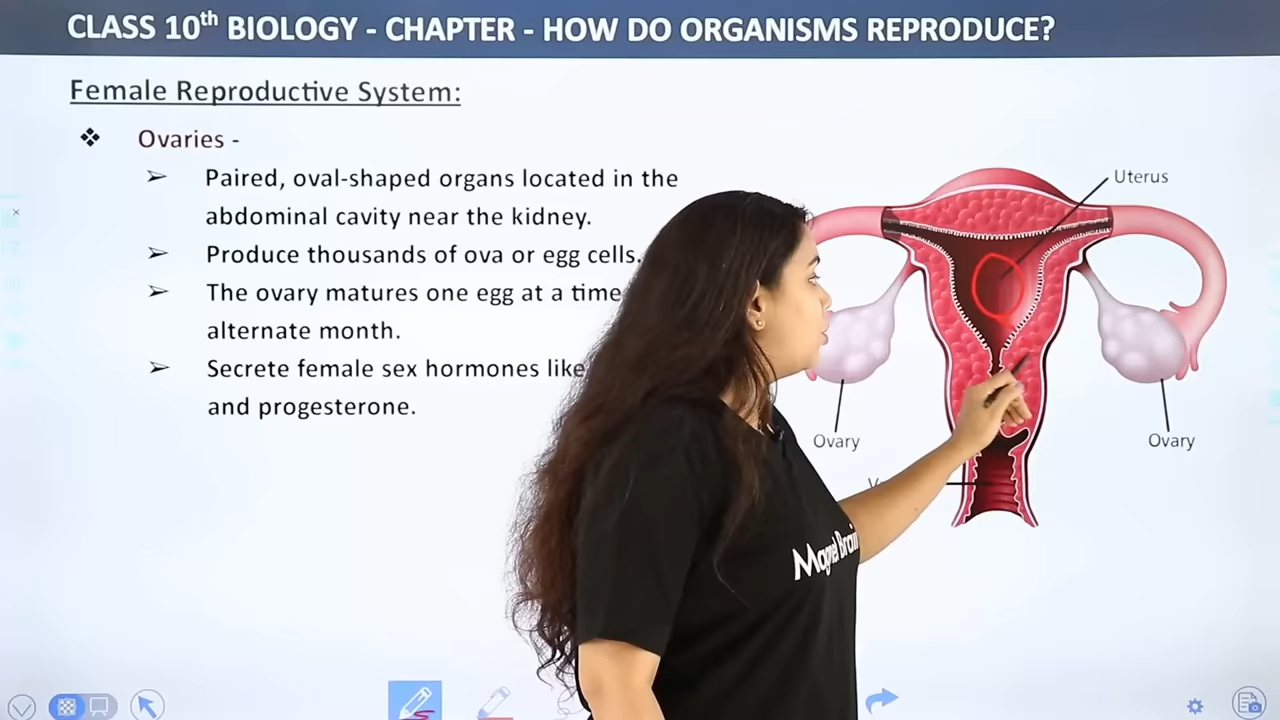 CLASS 10th BIOLOGY - CHAPTER - HOW DO ORGANISMS REPRODUCE?
Female Reproductive System:
❖ Ovaries -
➢ Paired, oval-shaped organs located in the
abdominal cavity near the kidney.
➢ Produce thousands of ova or egg cells.
➢ The ovary matures one egg at a time
alternate month.
➢ Secrete female sex hormones like
and progesterone.
Uterus
Ovary
Ovary
Magnet Brain